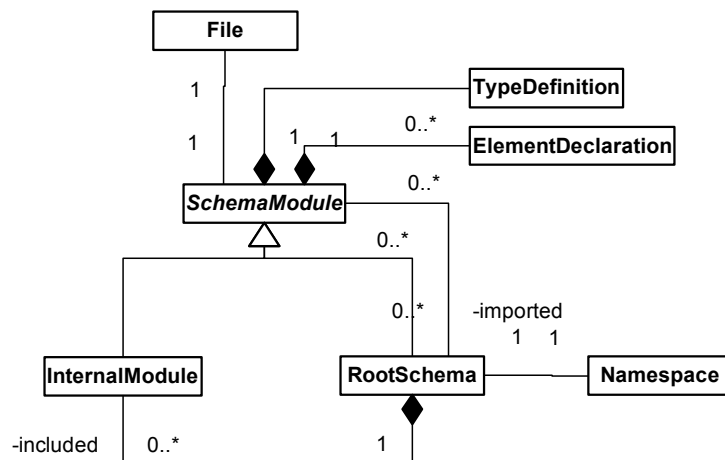 File
1
TypeDefinition
0..*
1
1
1
ElementDeclaration
SchemaModule
0..*
0..*
0..*
-imported
1
1
InternalModule
RootSchema
Namespace
-included
0..*
1